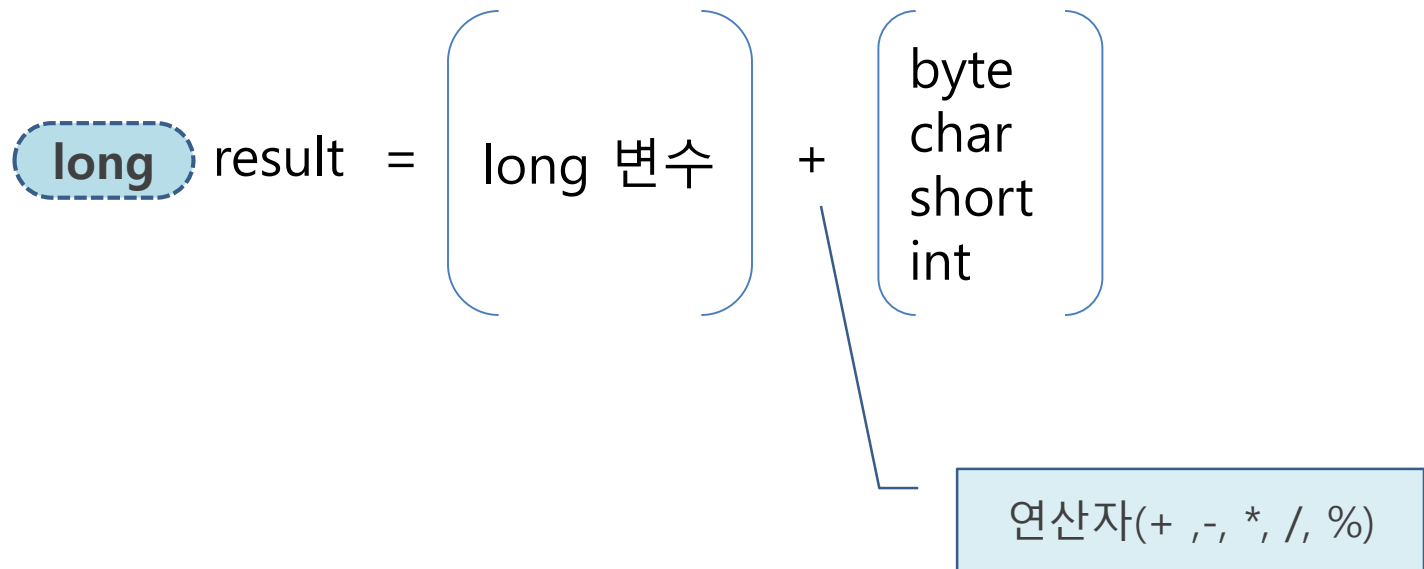 long result = long 변수 +
byte
char
short
int
연산자(+ ,-, *, /, %)